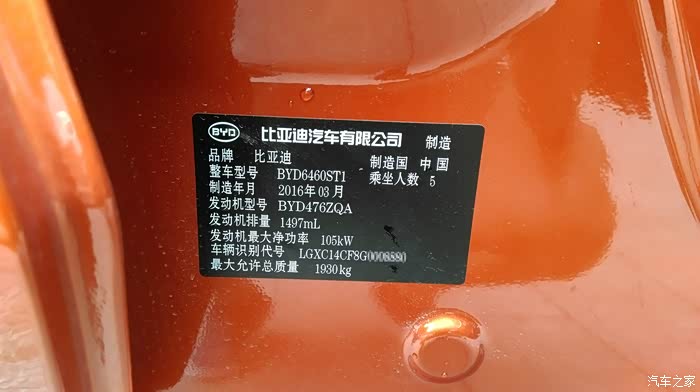 BYD 比亚迪汽车有限公司 制造
品牌 比亚迪 制造国 中国
整车型号 BYD6460ST1 乘坐人数 5
制造年月 2016年03月
发动机型号 BYD476ZQA
发动机排量 1497mL
发动机最大净功率 105kW
车辆识别代号 LGXC14CF8G
最大允许总质量 1930kg
汽车之家